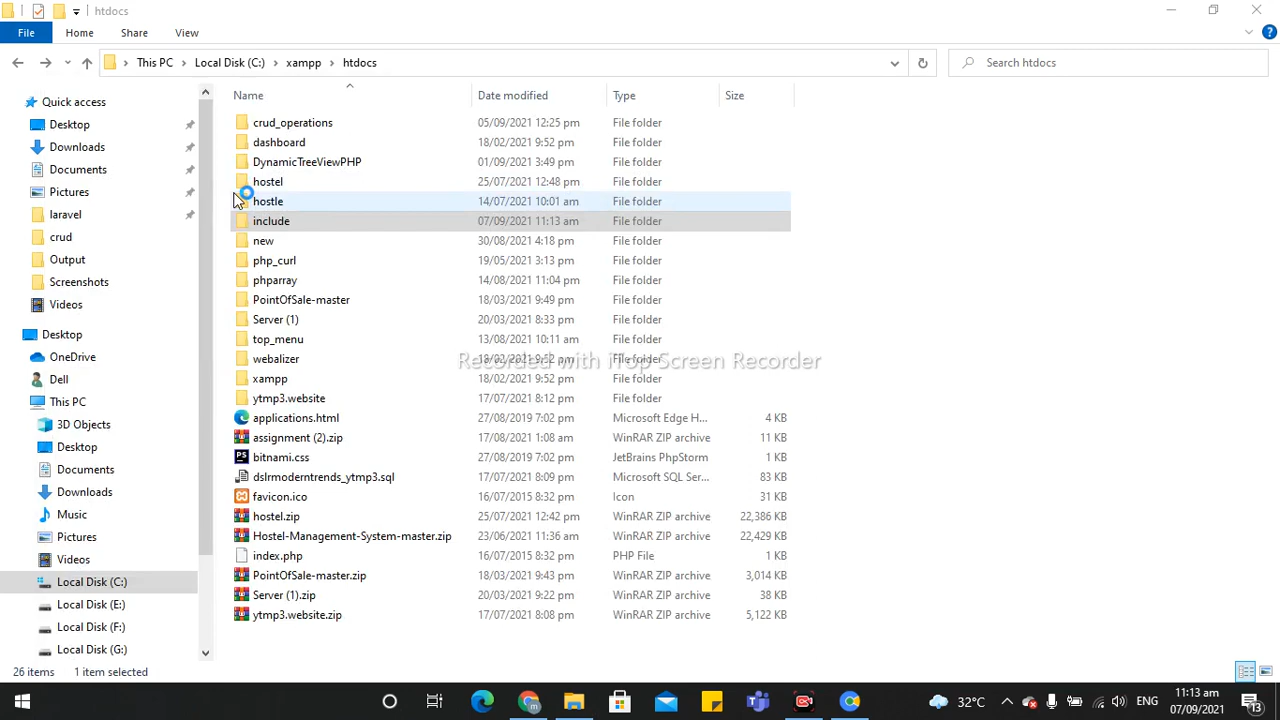 htdocs
File Home Share View
This PC Local Disk (C:) xampp htdocs Search htdocs
Name Date modified Type Size
Quick access
Desktop
Downloads
Documents
Pictures
laravel
crud
Output
Screenshots
Videos
Desktop
OneDrive
Dell
This PC
3D Objects
Desktop
Documents
Downloads
Music
Pictures
Videos
Local Disk (C:)
Local Disk (E:)
Local Disk (F:)
Local Disk (G:)
crud_operations 05/09/2021 12:25 pm File folder
dashboard 18/02/2021 9:52 pm File folder
DynamicTreeViewPHP 01/09/2021 3:49 pm File folder
hostel 25/07/2021 12:48 pm File folder
hostle 14/07/2021 10:01 am File folder
include 07/09/2021 11:13 am File folder
new 30/08/2021 4:18 pm File folder
php_curl 19/05/2021 3:13 pm File folder
phparray 14/08/2021 11:04 pm File folder
PointOfSale-master 18/03/2021 9:49 pm File folder
Server (1) 20/03/2021 8:33 pm File folder
top_menu 13/08/2021 10:11 am File folder
webalizer 18/02/2021 9:52 pm File folder
Recorded with iTop Screen Recorder
xampp 18/02/2021 9:52 pm File folder
ytmp3.website 17/07/2021 8:12 pm File folder
applications.html 27/08/2019 7:02 pm Microsoft Edge H... 4 KB
assignment (2).zip 17/08/2021 1:08 am WinRAR ZIP archive 11 KB
bitnami.css 27/08/2019 7:02 pm JetBrains PhpStorm 1 KB
dslrmoderntrends_ytmp3.sql 17/07/2021 8:09 pm Microsoft SQL Ser... 83 KB
favicon.ico 16/07/2015 8:32 pm Icon 31 KB
hostel.zip 25/07/2021 12:42 pm WinRAR ZIP archive 22,386 KB
Hostel-Management-System-master.zip 23/06/2021 11:36 am WinRAR ZIP archive 22,429 KB
index.php 16/07/2015 8:32 pm PHP File 1 KB
PointOfSale-master.zip 18/03/2021 9:43 pm WinRAR ZIP archive 3,014 KB
Server (1).zip 20/03/2021 9:22 pm WinRAR ZIP archive 38 KB
ytmp3.website.zip 17/07/2021 8:08 pm WinRAR ZIP archive 5,122 KB
26 items 1 item selected
32°C ENG 11:13 am
07/09/2021 13